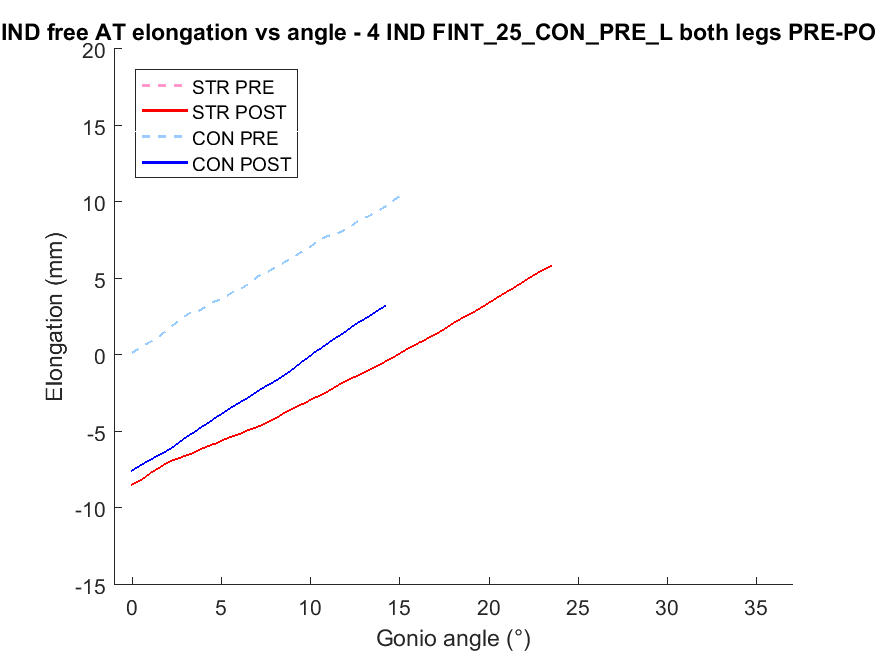 IND free AT elongation vs angle - 4 IND FINT_25_CON_PRE_L both legs PRE-PO
20
15
10
5
0
-5
-10
-15
Elongation (mm)
STR PRE
STR POST
CON PRE
CON POST
0 5 10 15 20 25 30 35
Gonio angle (°)